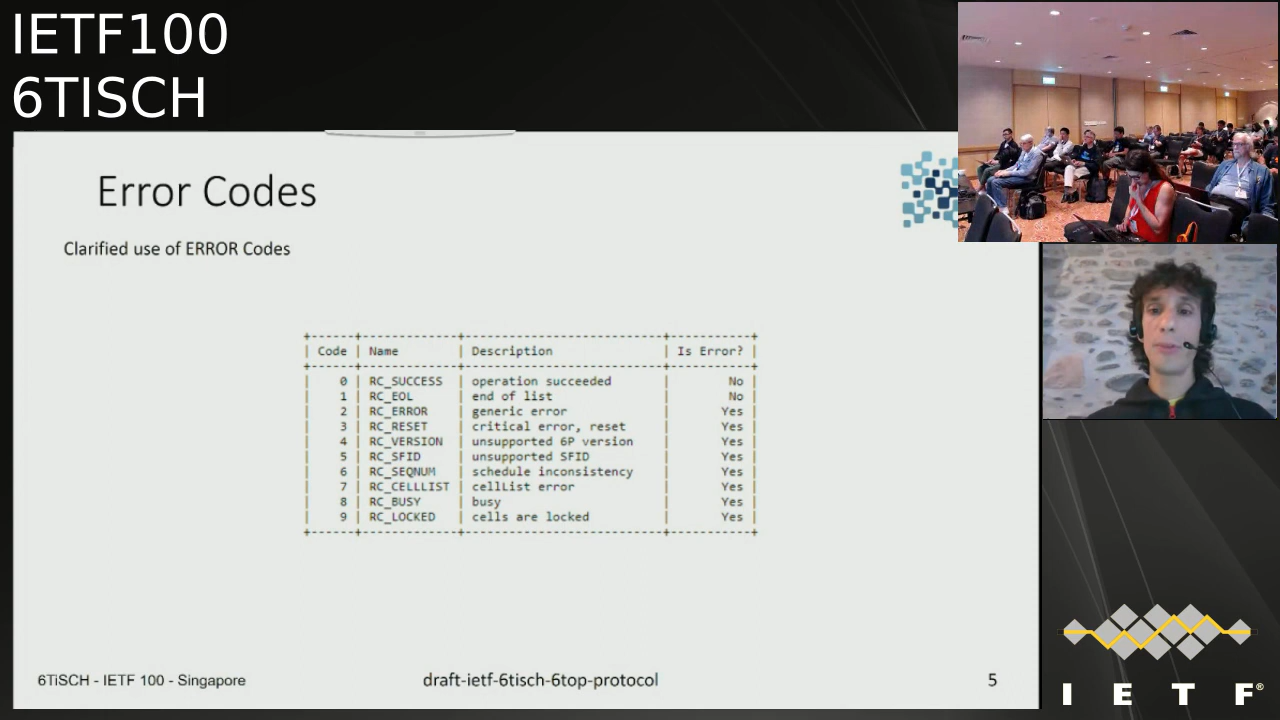 IETF100
6TISCH
Error Codes
Clarified use of ERROR Codes
+------+-------------+------------------------+-----------+
| Code | Name | Description | Is Error? |
+------+-------------+------------------------+-----------+
| 0 | RC_SUCCESS | operation succeeded | No |
| 1 | RC_EOL | end of list | No |
| 2 | RC_ERROR | generic error | Yes |
| 3 | RC_RESET | critical error, reset | Yes |
| 4 | RC_VERSION | unsupported 6P version | Yes |
| 5 | RC_SFID | unsupported SFID | Yes |
| 6 | RC_SEQNUM | schedule inconsistency | Yes |
| 7 | RC_CELLLIST | cellList error | Yes |
| 8 | RC_BUSY | busy | Yes |
| 9 | RC_LOCKED | cells are locked | Yes |
+------+-------------+------------------------+-----------+
6TiSCH - IETF 100 - Singapore
draft-ietf-6tisch-6top-protocol
5
I E T F®